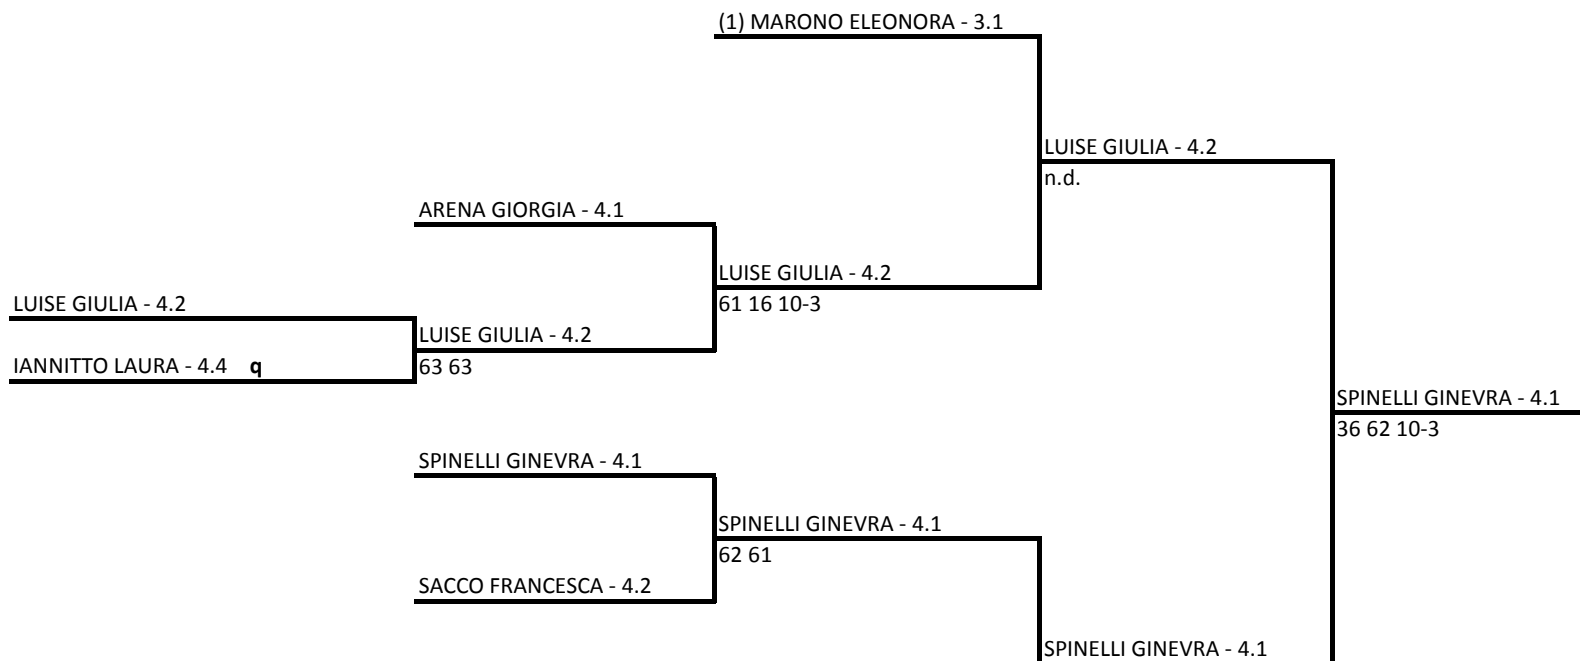 (1) MARONO ELEONORA - 3.1
LUISE GIULIA - 4.2
n.d.
ARENA GIORGIA - 4.1
LUISE GIULIA - 4.2
61 16 10-3
LUISE GIULIA - 4.2
LUISE GIULIA - 4.2
63 63
IANNITTO LAURA - 4.4 q
SPINELLI GINEVRA - 4.1
36 62 10-3
SPINELLI GINEVRA - 4.1
SPINELLI GINEVRA - 4.1
62 61
SACCO FRANCESCA - 4.2
SPINELLI GINEVRA - 4.1